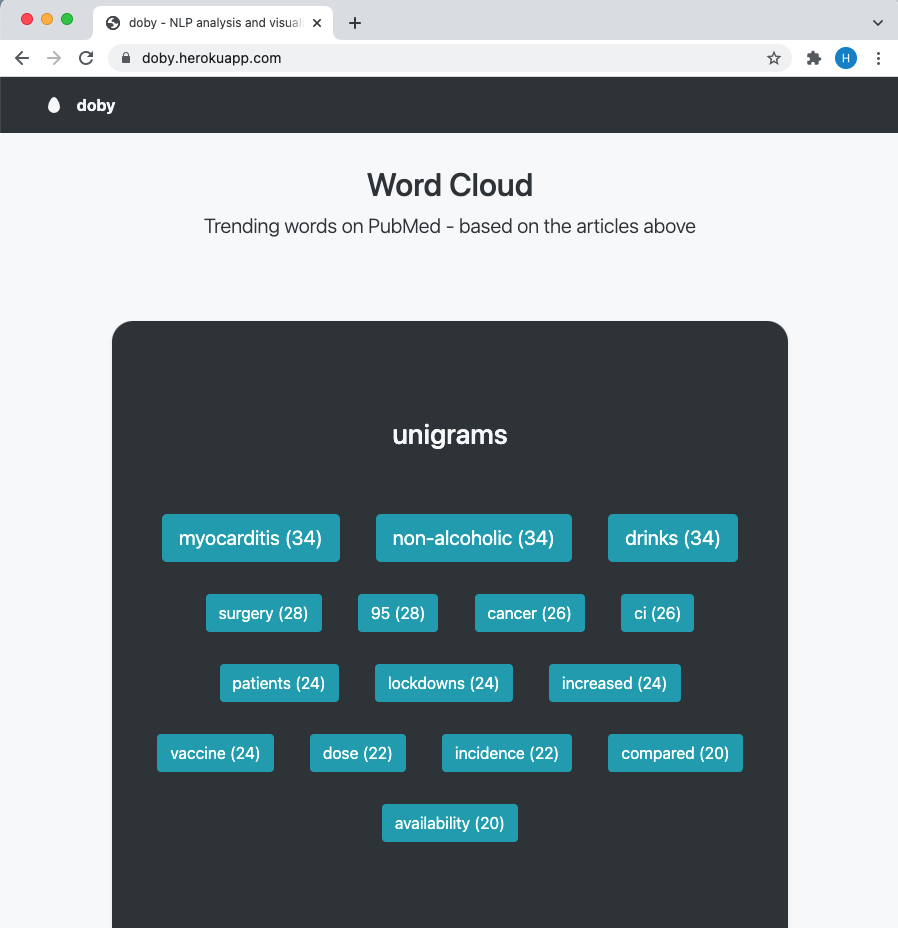 doby - NLP analysis and visuali
doby.herokuapp.com
H
doby
Word Cloud
Trending words on PubMed - based on the articles above
unigrams
myocarditis (34) non-alcoholic (34) drinks (34)
surgery (28) 95 (28) cancer (26) ci (26)
patients (24) lockdowns (24) increased (24)
vaccine (24) dose (22) incidence (22) compared (20)
availability (20)